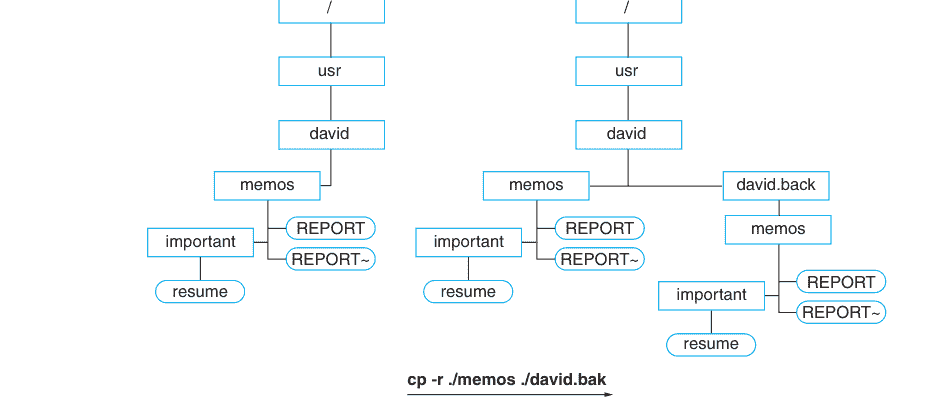 /
usr
david
memos
REPORT
important
REPORT~
resume
/
usr
david
memos
david.back
REPORT
memos
important
REPORT~
resume
REPORT
important
REPORT~
resume
cp -r ./memos ./david.bak